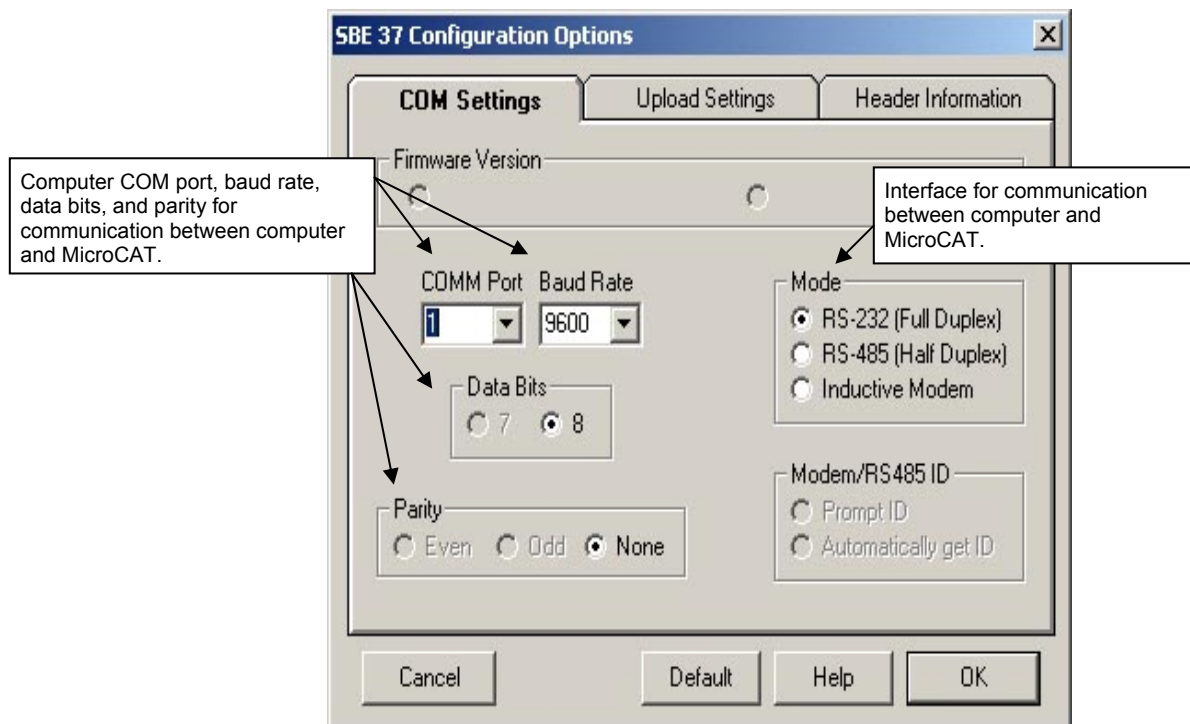 SBE 37 Configuration Options
COM Settings
Upload Settings
Header Information
Firmware Version
Computer COM port, baud rate,
data bits, and parity for
communication between computer
and MicroCAT.
Interface for communication
between computer and
MicroCAT.
COMM Port
Baud Rate
1
9600
Mode
RS-232 (Full Duplex)
RS-485 (Half Duplex)
Inductive Modem
Data Bits
7
8
Modem/RS485 ID
Prompt ID
Automatically get ID
Parity
Even
Odd
None
Cancel
Default
Help
OK